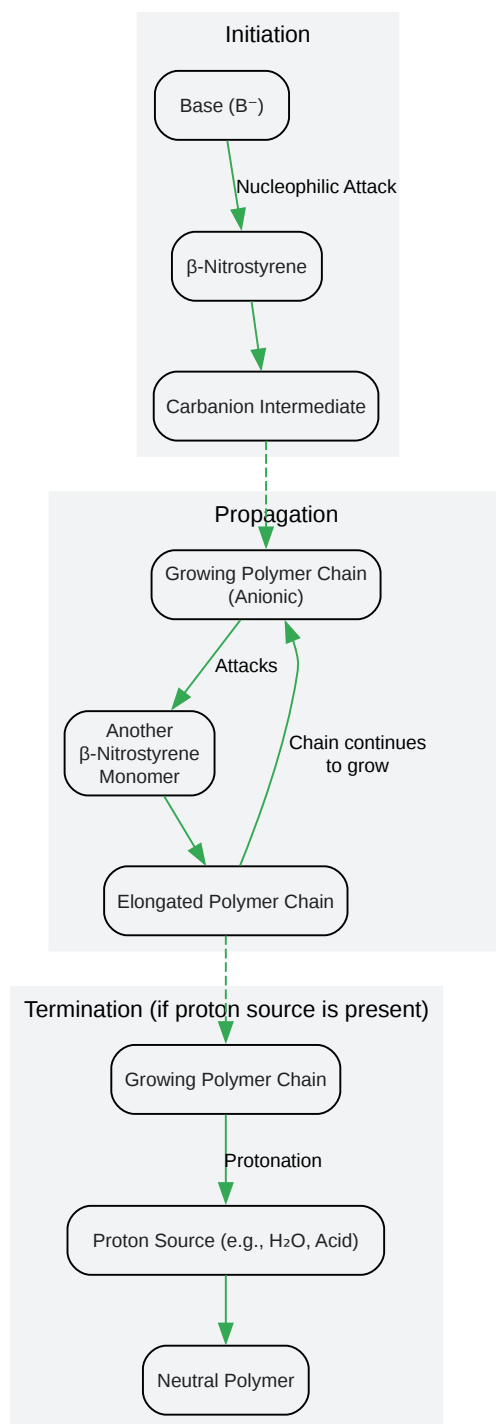 Initiation
Base (B⁻)
Nucleophilic Attack
β-Nitrostyrene
Carbanion Intermediate
Propagation
Growing Polymer Chain
(Anionic)
Attacks
Another
β-Nitrostyrene
Monomer
Chain continues
to grow
Elongated Polymer Chain
Termination (if proton source is present)
Growing Polymer Chain
Protonation
Proton Source (e.g., H₂O, Acid)
Neutral Polymer